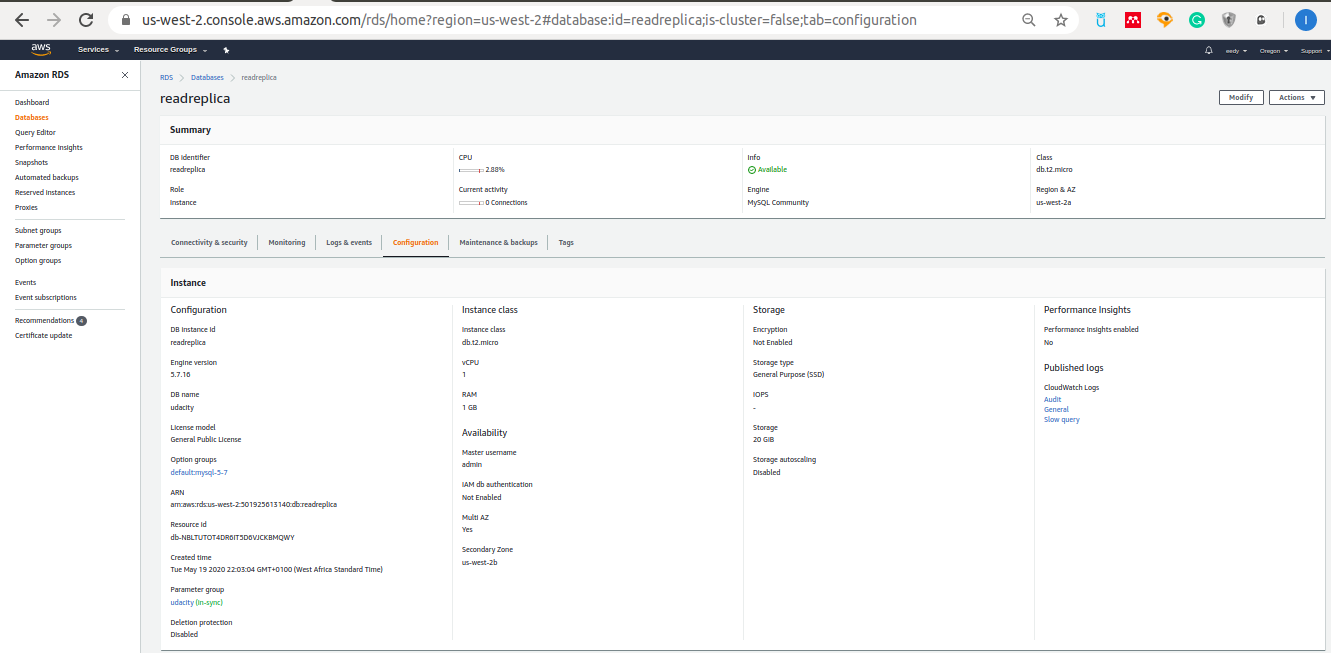 us-west-2.console.aws.amazon.com/rds/home?region=us-west-2#database:id=readreplica;is-cluster=false;tab=configuration
I
aws Services Resource Groups eedy Oregon Support
Amazon RDS
Dashboard
Databases
Query Editor
Performance Insights
Snapshots
Automated backups
Reserved instances
Proxies
Subnet groups
Parameter groups
Option groups
Events
Event subscriptions
Recommendations 4
Certificate update
RDS > Databases > readreplica
readreplica
Modify Actions
Summary
DB identifier
readreplica
CPU
2.88%
Info
Available
Class
db.t2.micro
Role
Instance
Current activity
0 Connections
Engine
MySQL Community
Region & AZ
us-west-2a
Connectivity & security Monitoring Logs & events Configuration Maintenance & backups Tags
Instance
Configuration
DB instance id
readreplica
Engine version
5.7.16
DB name
udacity
License model
General Public License
Option groups
default:mysql-5-7
ARN
arn:aws:rds:us-west-2:501925613140:db:readreplica
Resource id
db-NBLTUTOT4DR6IT5D6VJCKBMQWY
Created time
Tue May 19 2020 22:03:04 GMT+0100 (West Africa Standard Time)
Parameter group
udacity (in-sync)
Deletion protection
Disabled
Instance class
Instance class
db.t2.micro
vCPU
1
RAM
1 GB
Availability
Master username
admin
IAM db authentication
Not Enabled
Multi AZ
Yes
Secondary Zone
us-west-2b
Storage
Encryption
Not Enabled
Storage type
General Purpose (SSD)
IOPS
-
Storage
20 GiB
Storage autoscaling
Disabled
Performance Insights
Performance Insights enabled
No
Published logs
CloudWatch Logs
Audit
General
Slow query